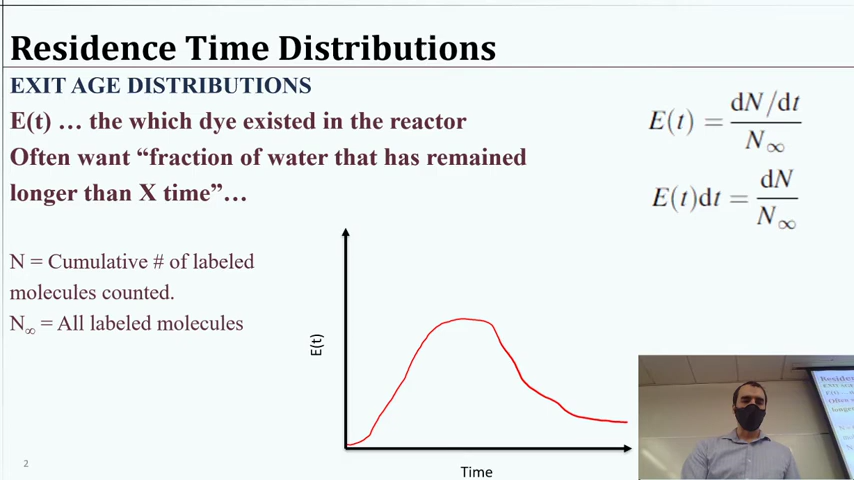 Residence Time Distributions
EXIT AGE DISTRIBUTIONS
E(t) … the which dye existed in the reactor
Often want “fraction of water that has remained
longer than X time”…
E(t) = dN/dt / N∞
E(t)dt = dN / N∞
N = Cumulative # of labeled
molecules counted.
N∞ = All labeled molecules
E(t)
Time
2
Residence